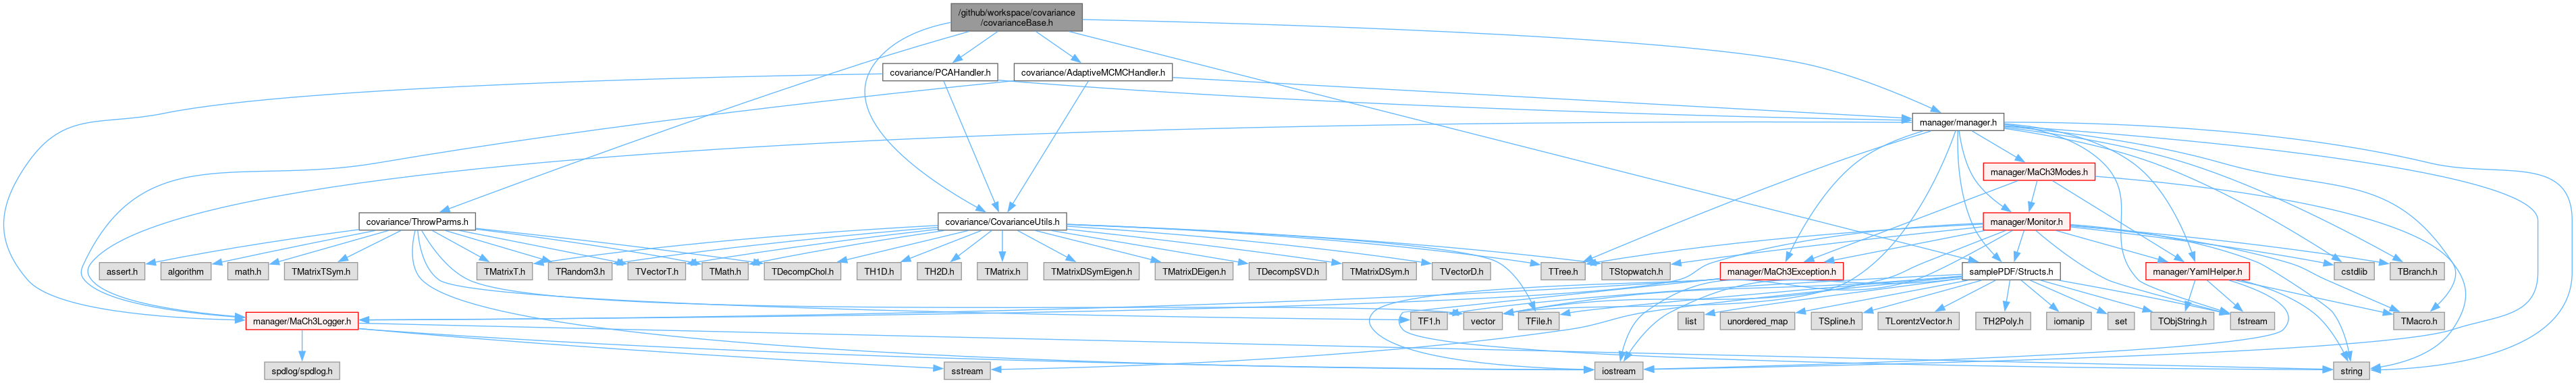 /github/workspace/covariance
/covarianceBase.h
covariance/PCAHandler.h
covariance/AdaptiveMCMCHandler.h
manager/manager.h
manager/MaCh3Modes.h
covariance/ThrowParms.h
covariance/CovarianceUtils.h
manager/Monitor.h
assert.h
algorithm
math.h
TMatrixTSym.h
TMatrixT.h
TRandom3.h
TVectorT.h
TMath.h
TDecompChol.h
TH1D.h
TH2D.h
TMatrix.h
TMatrixDSymEigen.h
TMatrixDEigen.h
TDecompSVD.h
TMatrixDSym.h
TVectorD.h
TTree.h
TStopwatch.h
manager/MaCh3Exception.h
samplePDF/Structs.h
manager/YamlHelper.h
cstdlib
TBranch.h
manager/MaCh3Logger.h
TF1.h
vector
TFile.h
list
unordered_map
TSpline.h
TLorentzVector.h
TH2Poly.h
iomanip
set
TObjString.h
fstream
TMacro.h
spdlog/spdlog.h
sstream
iostream
string